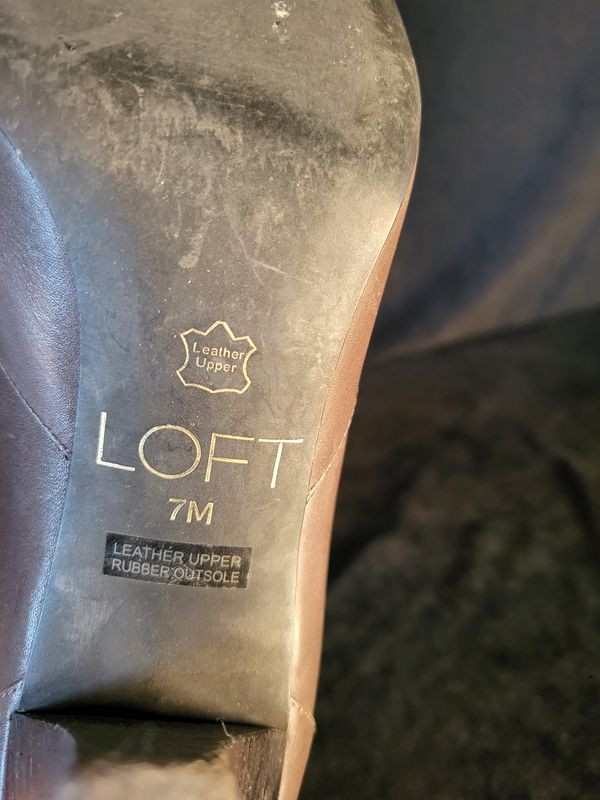 Leather
Upper
LOFT
7M
LEATHER UPPER
RUBBER OUTSOLE